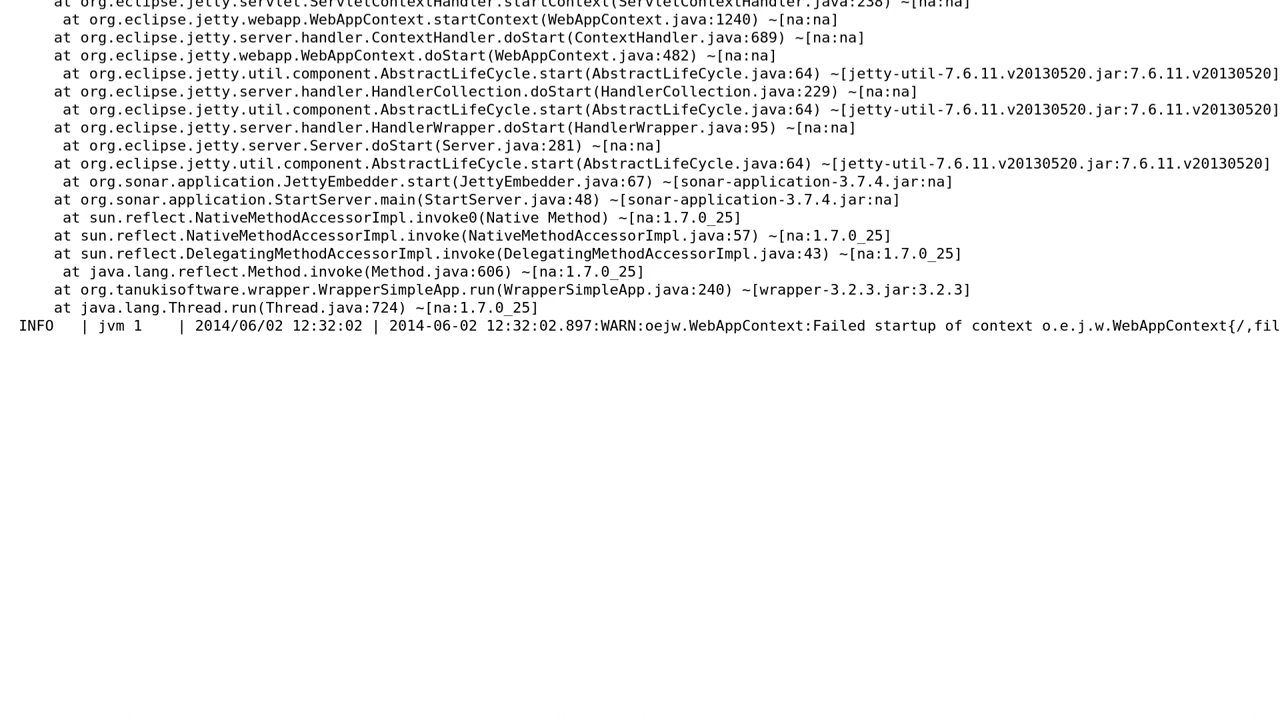 at org.eclipse.jetty.servlet.ServletContextHandler.startContext(ServletContextHandler.java:238) ~[na:na]
at org.eclipse.jetty.webapp.WebAppContext.startContext(WebAppContext.java:1240) ~[na:na]
at org.eclipse.jetty.server.handler.ContextHandler.doStart(ContextHandler.java:689) ~[na:na]
at org.eclipse.jetty.webapp.WebAppContext.doStart(WebAppContext.java:482) ~[na:na]
at org.eclipse.jetty.util.component.AbstractLifeCycle.start(AbstractLifeCycle.java:64) ~[jetty-util-7.6.11.v20130520.jar:7.6.11.v20130520]
at org.eclipse.jetty.server.handler.HandlerCollection.doStart(HandlerCollection.java:229) ~[na:na]
at org.eclipse.jetty.util.component.AbstractLifeCycle.start(AbstractLifeCycle.java:64) ~[jetty-util-7.6.11.v20130520.jar:7.6.11.v20130520]
at org.eclipse.jetty.server.handler.HandlerWrapper.doStart(HandlerWrapper.java:95) ~[na:na]
at org.eclipse.jetty.server.Server.doStart(Server.java:281) ~[na:na]
at org.eclipse.jetty.util.component.AbstractLifeCycle.start(AbstractLifeCycle.java:64) ~[jetty-util-7.6.11.v20130520.jar:7.6.11.v20130520]
at org.sonar.application.JettyEmbedder.start(JettyEmbedder.java:67) ~[sonar-application-3.7.4.jar:na]
at org.sonar.application.StartServer.main(StartServer.java:48) ~[sonar-application-3.7.4.jar:na]
at sun.reflect.NativeMethodAccessorImpl.invoke0(Native Method) ~[na:1.7.0_25]
at sun.reflect.NativeMethodAccessorImpl.invoke(NativeMethodAccessorImpl.java:57) ~[na:1.7.0_25]
at sun.reflect.DelegatingMethodAccessorImpl.invoke(DelegatingMethodAccessorImpl.java:43) ~[na:1.7.0_25]
at java.lang.reflect.Method.invoke(Method.java:606) ~[na:1.7.0_25]
at org.tanukisoftware.wrapper.WrapperSimpleApp.run(WrapperSimpleApp.java:240) ~[wrapper-3.2.3.jar:3.2.3]
at java.lang.Thread.run(Thread.java:724) ~[na:1.7.0_25]
INFO   | jvm 1    | 2014/06/02 12:32:02 | 2014-06-02 12:32:02.897:WARN:oejw.WebAppContext:Failed startup of context o.e.j.w.WebAppContext{/,fil